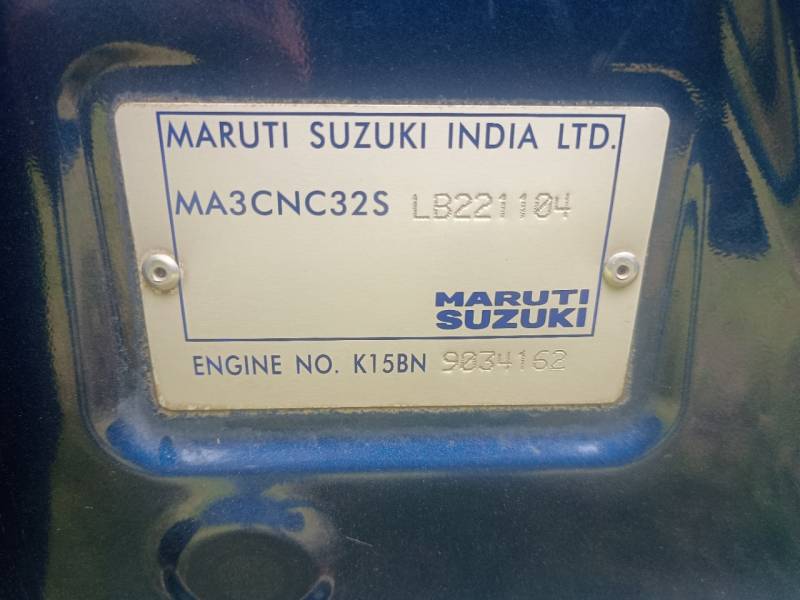 MARUTI SUZUKI INDIA LTD.
MA3CNC32S LB221104
MARUTI
SUZUKI
ENGINE NO. K15BN 9034162